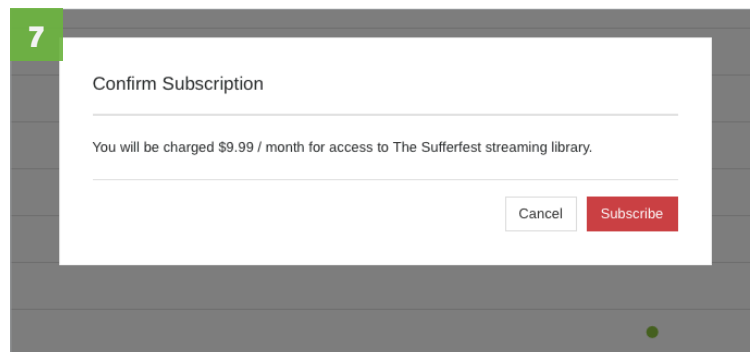 7
Confirm Subscription
You will be charged $9.99 / month for access to The Sufferfest streaming library.
Cancel
Subscribe